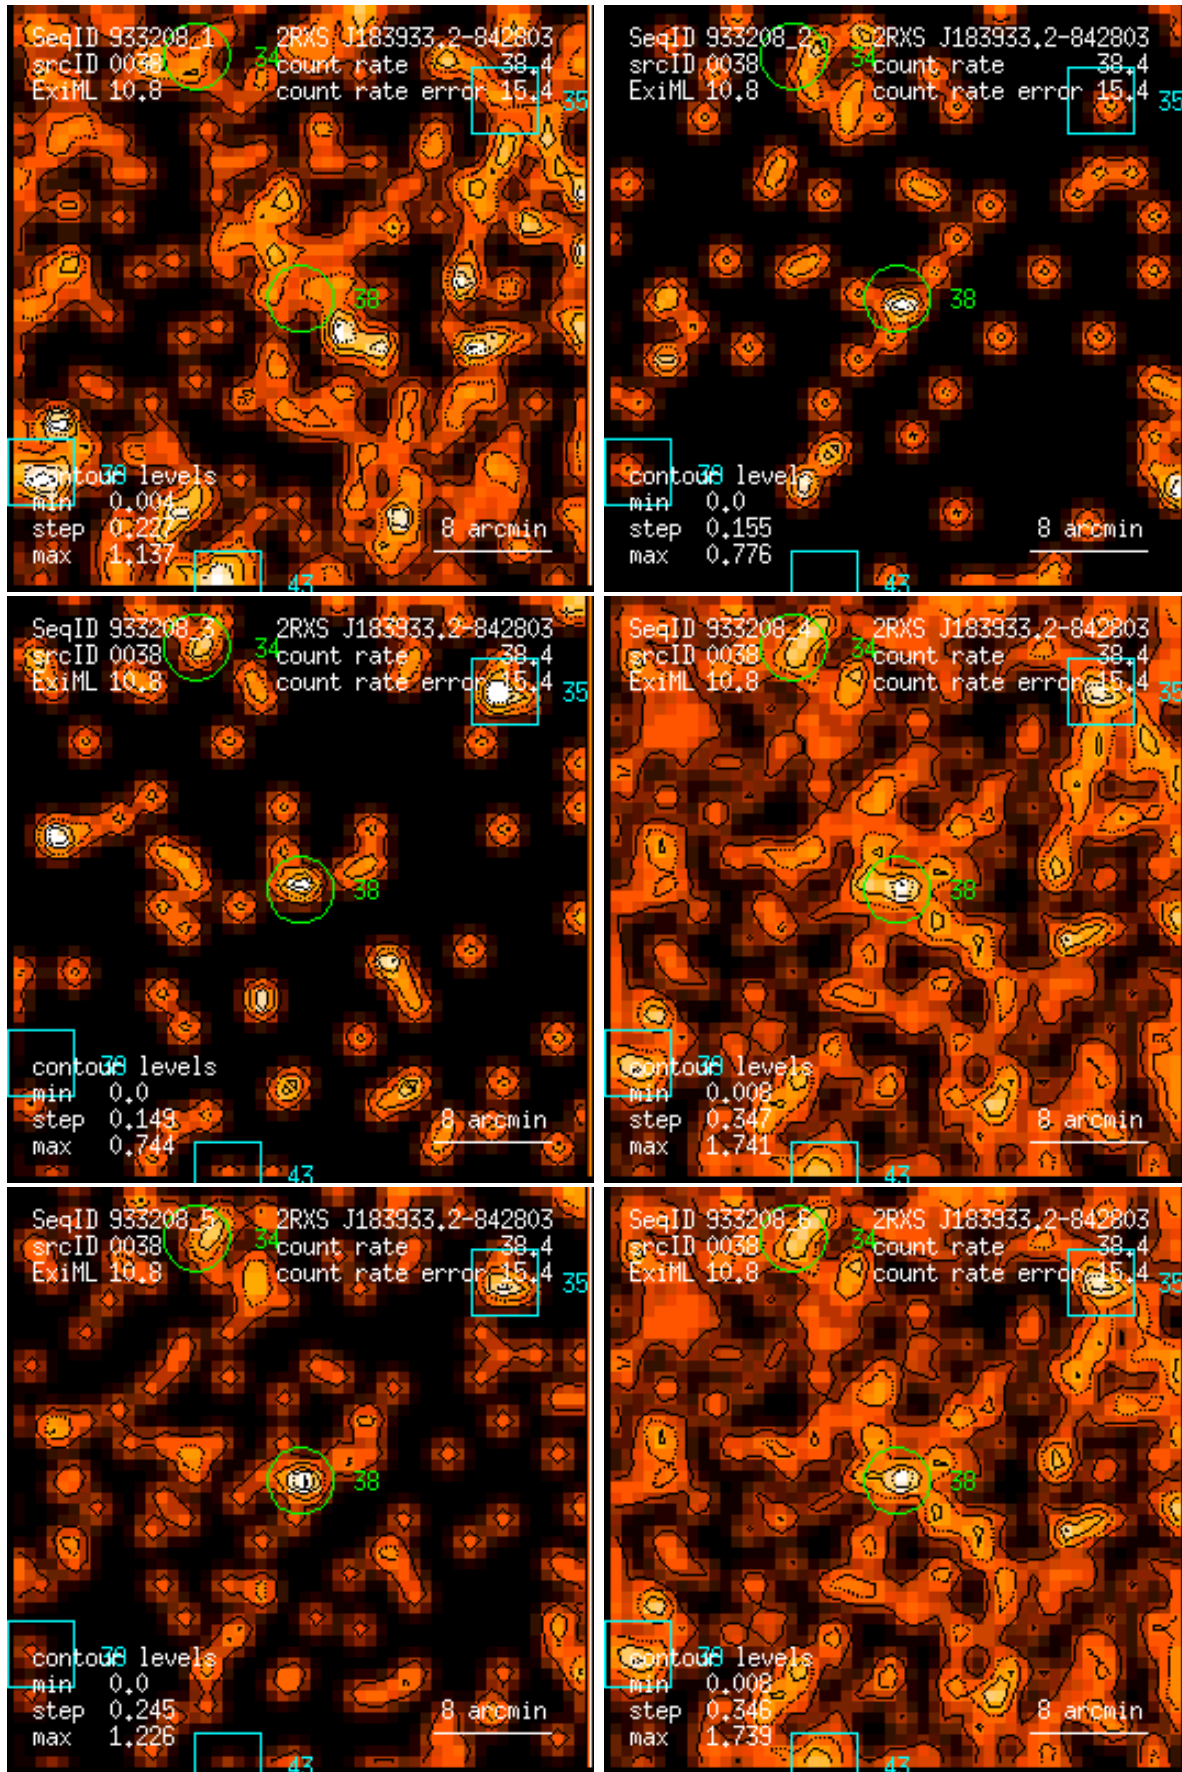 SeqID 933208_1 2RXS J183933.2-842803
srcID 0038 34 count rate 38.4
ExiML 10.8 count rate error 15.4
35
38
contour levels 39
min 0.004
step 0.227 8 arcmin
max 1.137
43
SeqID 933208_2 2RXS J183933.2-842803
srcID 0038 34 count rate 38.4
ExiML 10.8 count rate error 15.4
35
38
contour levels 39
min 0.0
step 0.155 8 arcmin
max 0.776
43
SeqID 933208_3 2RXS J183933.2-842803
srcID 0038 34 count rate 38.4
ExiML 10.8 count rate error 15.4
35
38
contour levels 39
min 0.0
step 0.149 8 arcmin
max 0.744
43
SeqID 933208_4 2RXS J183933.2-842803
srcID 0038 34 count rate 38.4
ExiML 10.8 count rate error 15.4
35
38
contour levels 39
min 0.008
step 0.347 8 arcmin
max 1.741
43
SeqID 933208_5 2RXS J183933.2-842803
srcID 0038 34 count rate 38.4
ExiML 10.8 count rate error 15.4
35
38
contour levels 39
min 0.0
step 0.245 8 arcmin
max 1.226
43
SeqID 933208_6 2RXS J183933.2-842803
srcID 0038 34 count rate 38.4
ExiML 10.8 count rate error 15.4
35
38
contour levels 39
min 0.008
step 0.346 8 arcmin
max 1.739
43